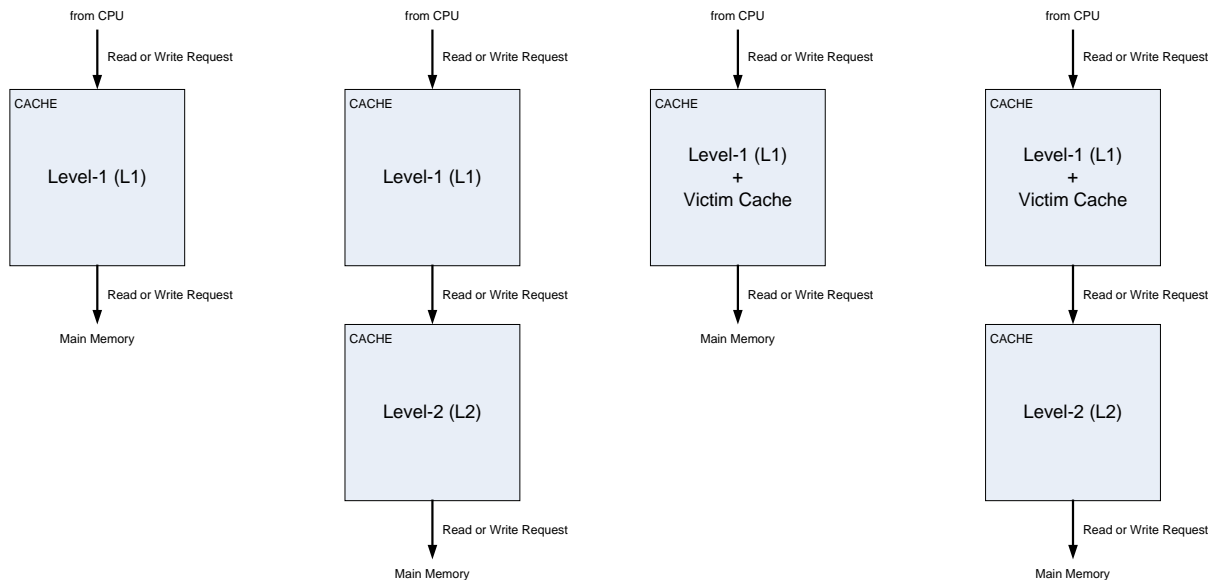 from CPU
Read or Write Request
CACHE
Level-1 (L1)
Read or Write Request
Main Memory
from CPU
Read or Write Request
CACHE
Level-1 (L1)
Read or Write Request
CACHE
Level-2 (L2)
Read or Write Request
Main Memory
from CPU
Read or Write Request
CACHE
Level-1 (L1)
+
Victim Cache
Read or Write Request
Main Memory
from CPU
Read or Write Request
CACHE
Level-1 (L1)
+
Victim Cache
Read or Write Request
CACHE
Level-2 (L2)
Read or Write Request
Main Memory